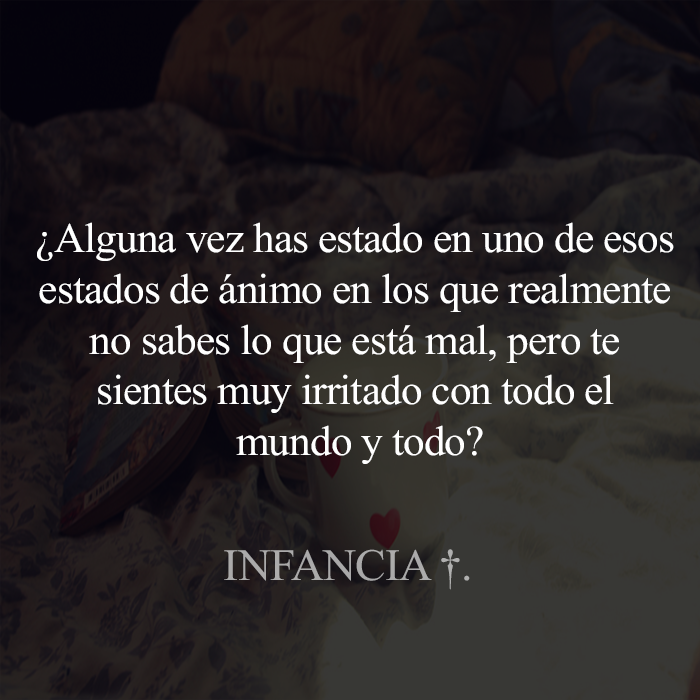 ¿Alguna vez has estado en uno de esos
estados de ánimo en los que realmente
no sabes lo que está mal, pero te
sientes muy irritado con todo el
mundo y todo?
INFANCIA †.